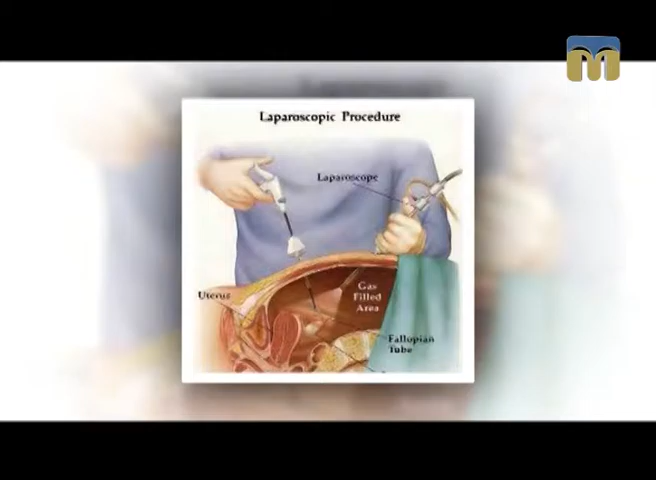 Laparoscopic Procedure
Laparoscope
Uterus
Gas
Filled
Area
Fallopian
Tube